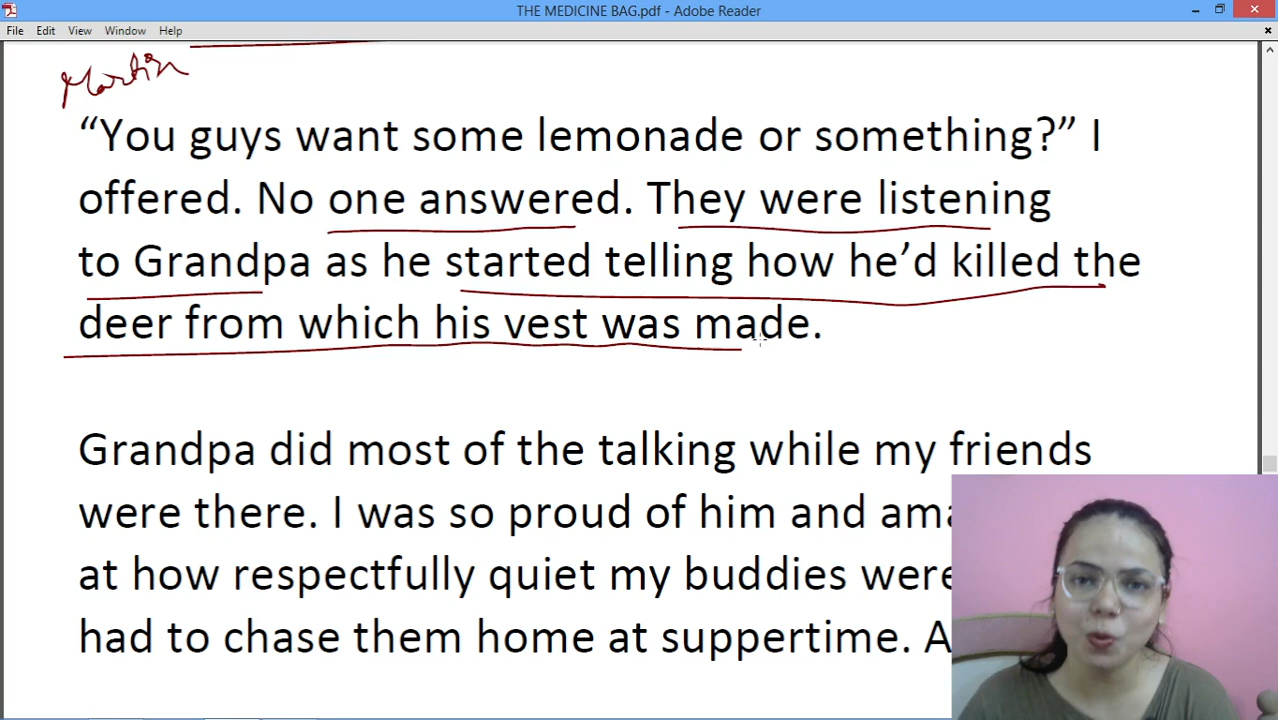 THE MEDICINE BAG.pdf - Adobe Reader
File Edit View Window Help
Martin
“You guys want some lemonade or something?” I
offered. No one answered. They were listening
to Grandpa as he started telling how he’d killed the
deer from which his vest was made.
Grandpa did most of the talking while my friends
were there. I was so proud of him and
at how respectfully quiet my buddies were
had to chase them home at suppertime.